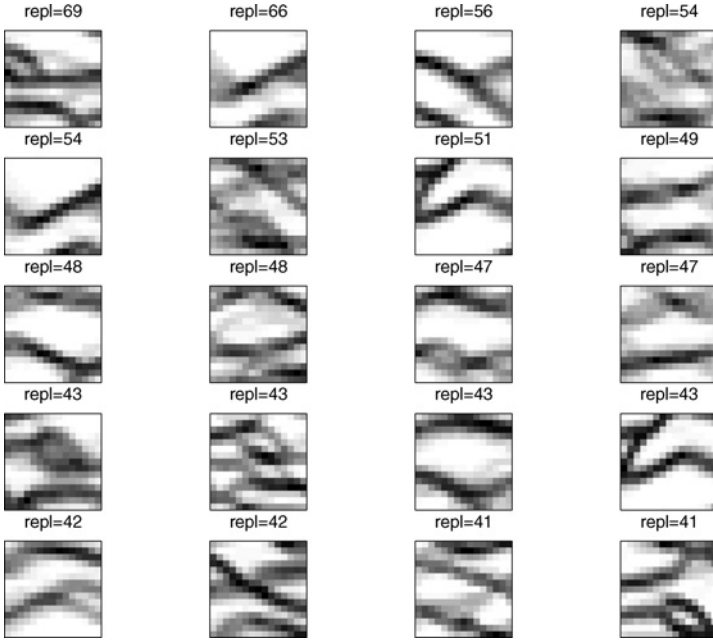 repl=69 repl=66 repl=56 repl=54
repl=54 repl=53 repl=51 repl=49
repl=48 repl=48 repl=47 repl=47
repl=43 repl=43 repl=43 repl=43
repl=42 repl=42 repl=41 repl=41